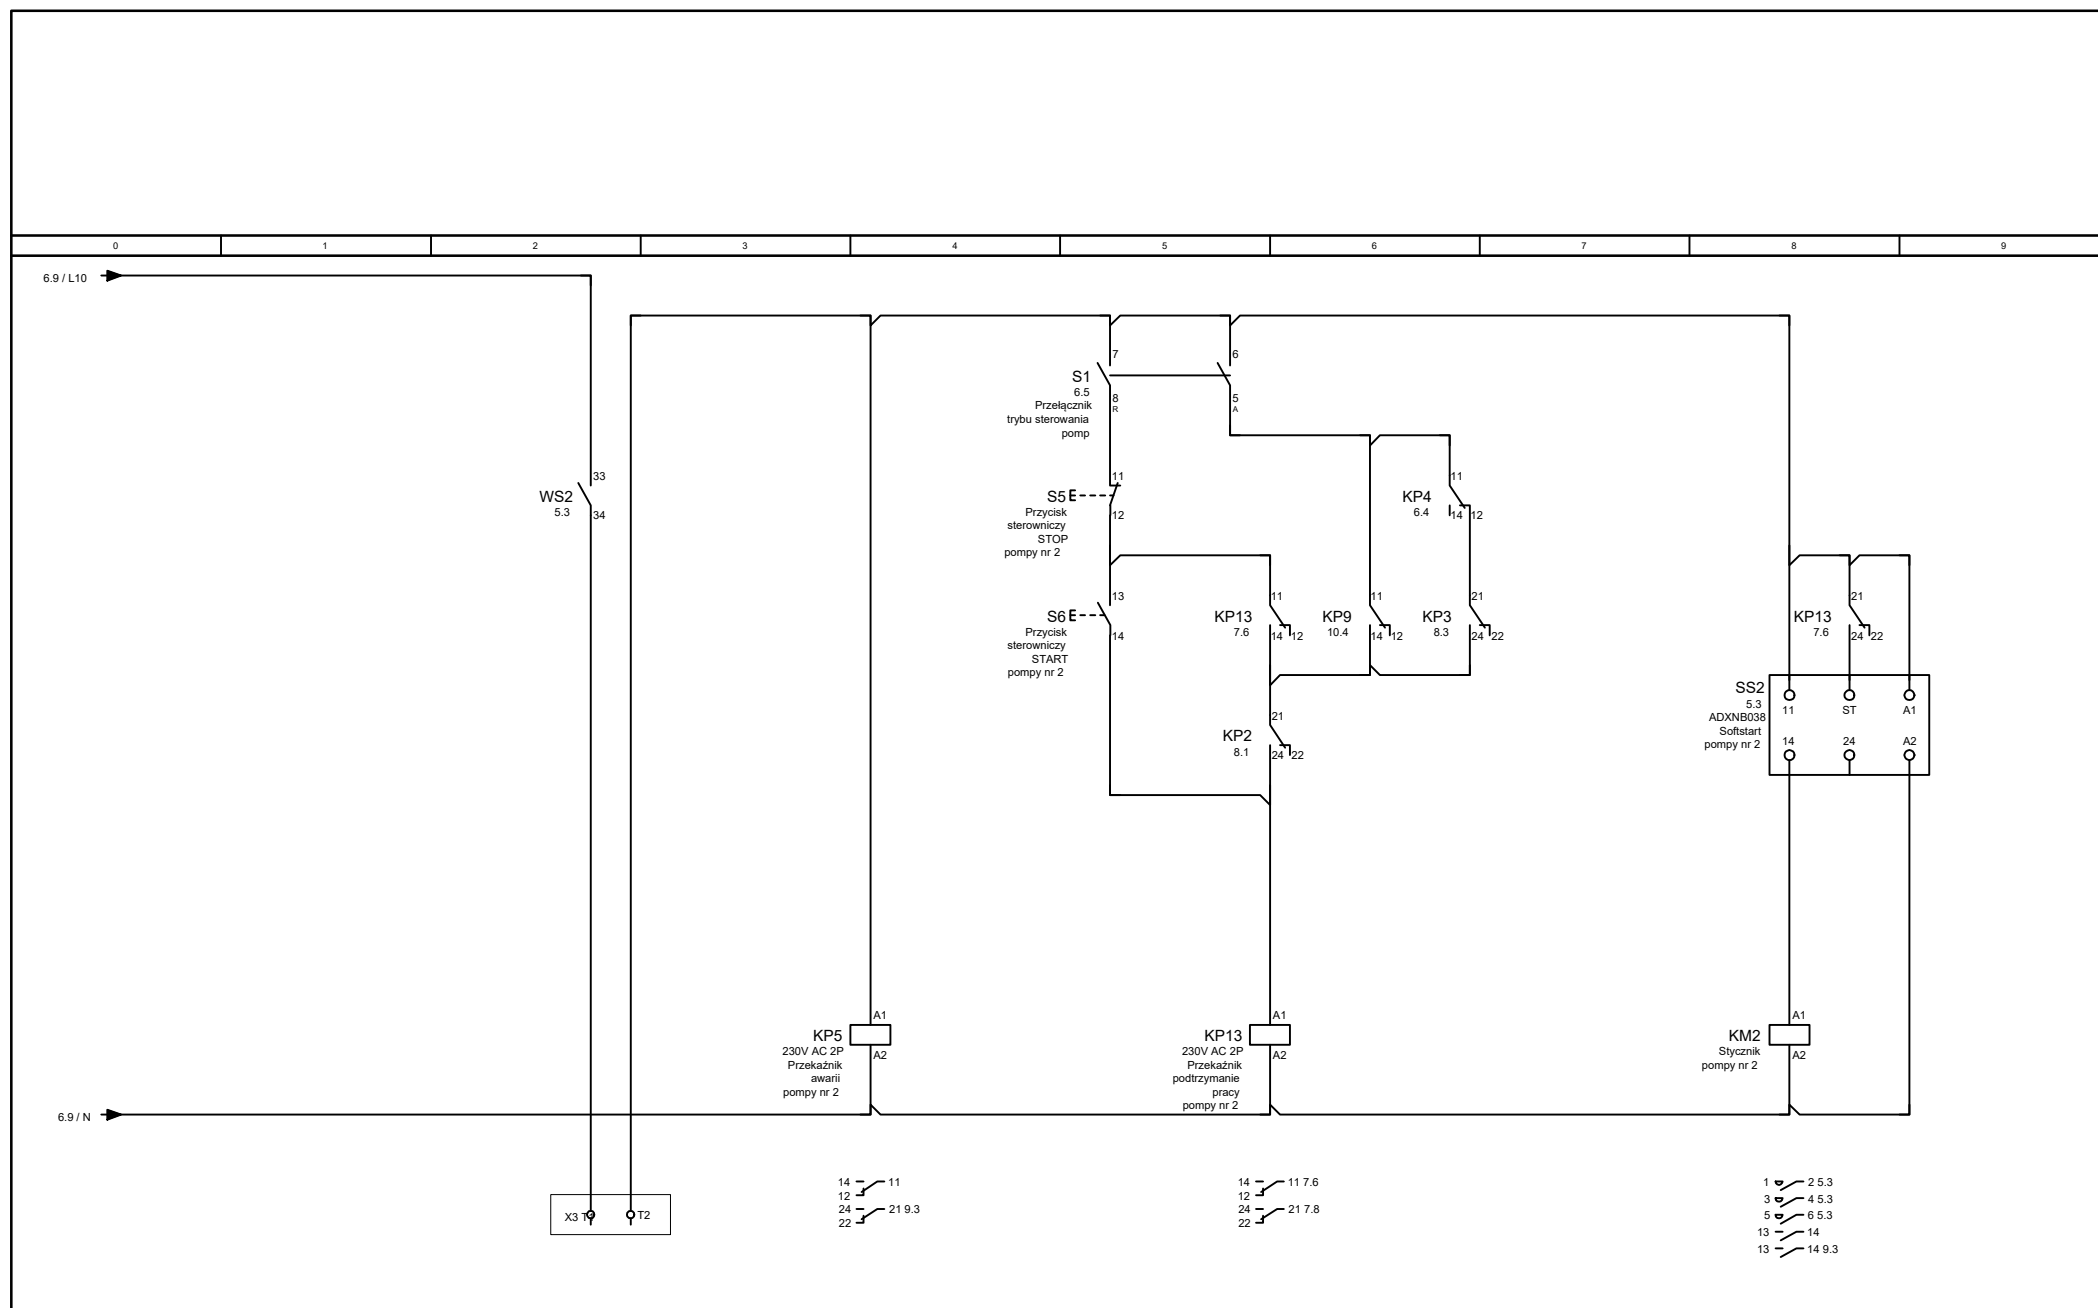 0 1 2 3 4 5 6 7 8 9
6.9 / L10
7 6
S1
6.5
Przełącznik
trybu sterowania
pomp
8 5
R A
33
WS2
5.3
34
11
S5
Przycisk
sterowniczy
STOP
pompy nr 2
12
11
KP4
6.4
14 12
13
S6
Przycisk
sterowniczy
START
pompy nr 2
14
11
KP13
7.6
14 12
11
KP9
10.4
14 12
21
KP3
8.3
24 22
21
KP13
7.6
24 22
21
KP2
8.1
24 22
SS2
5.3
ADXNB038
Softstart
pompy nr 2
11 ST A1
14 24 A2
A1
KP5
230V AC 2P
Przekaźnik
awarii
pompy nr 2
A2
A1
KP13
230V AC 2P
Przekaźnik
podtrzymanie
pracy
pompy nr 2
A2
A1
KM2
Stycznik
pompy nr 2
A2
6.9 / N
X3 T1 T2
14 11
12
24 21 9.3
22
14 11 7.6
12
24 21 7.8
22
1 2 5.3
3 4 5.3
5 6 5.3
13 14
13 14 9.3